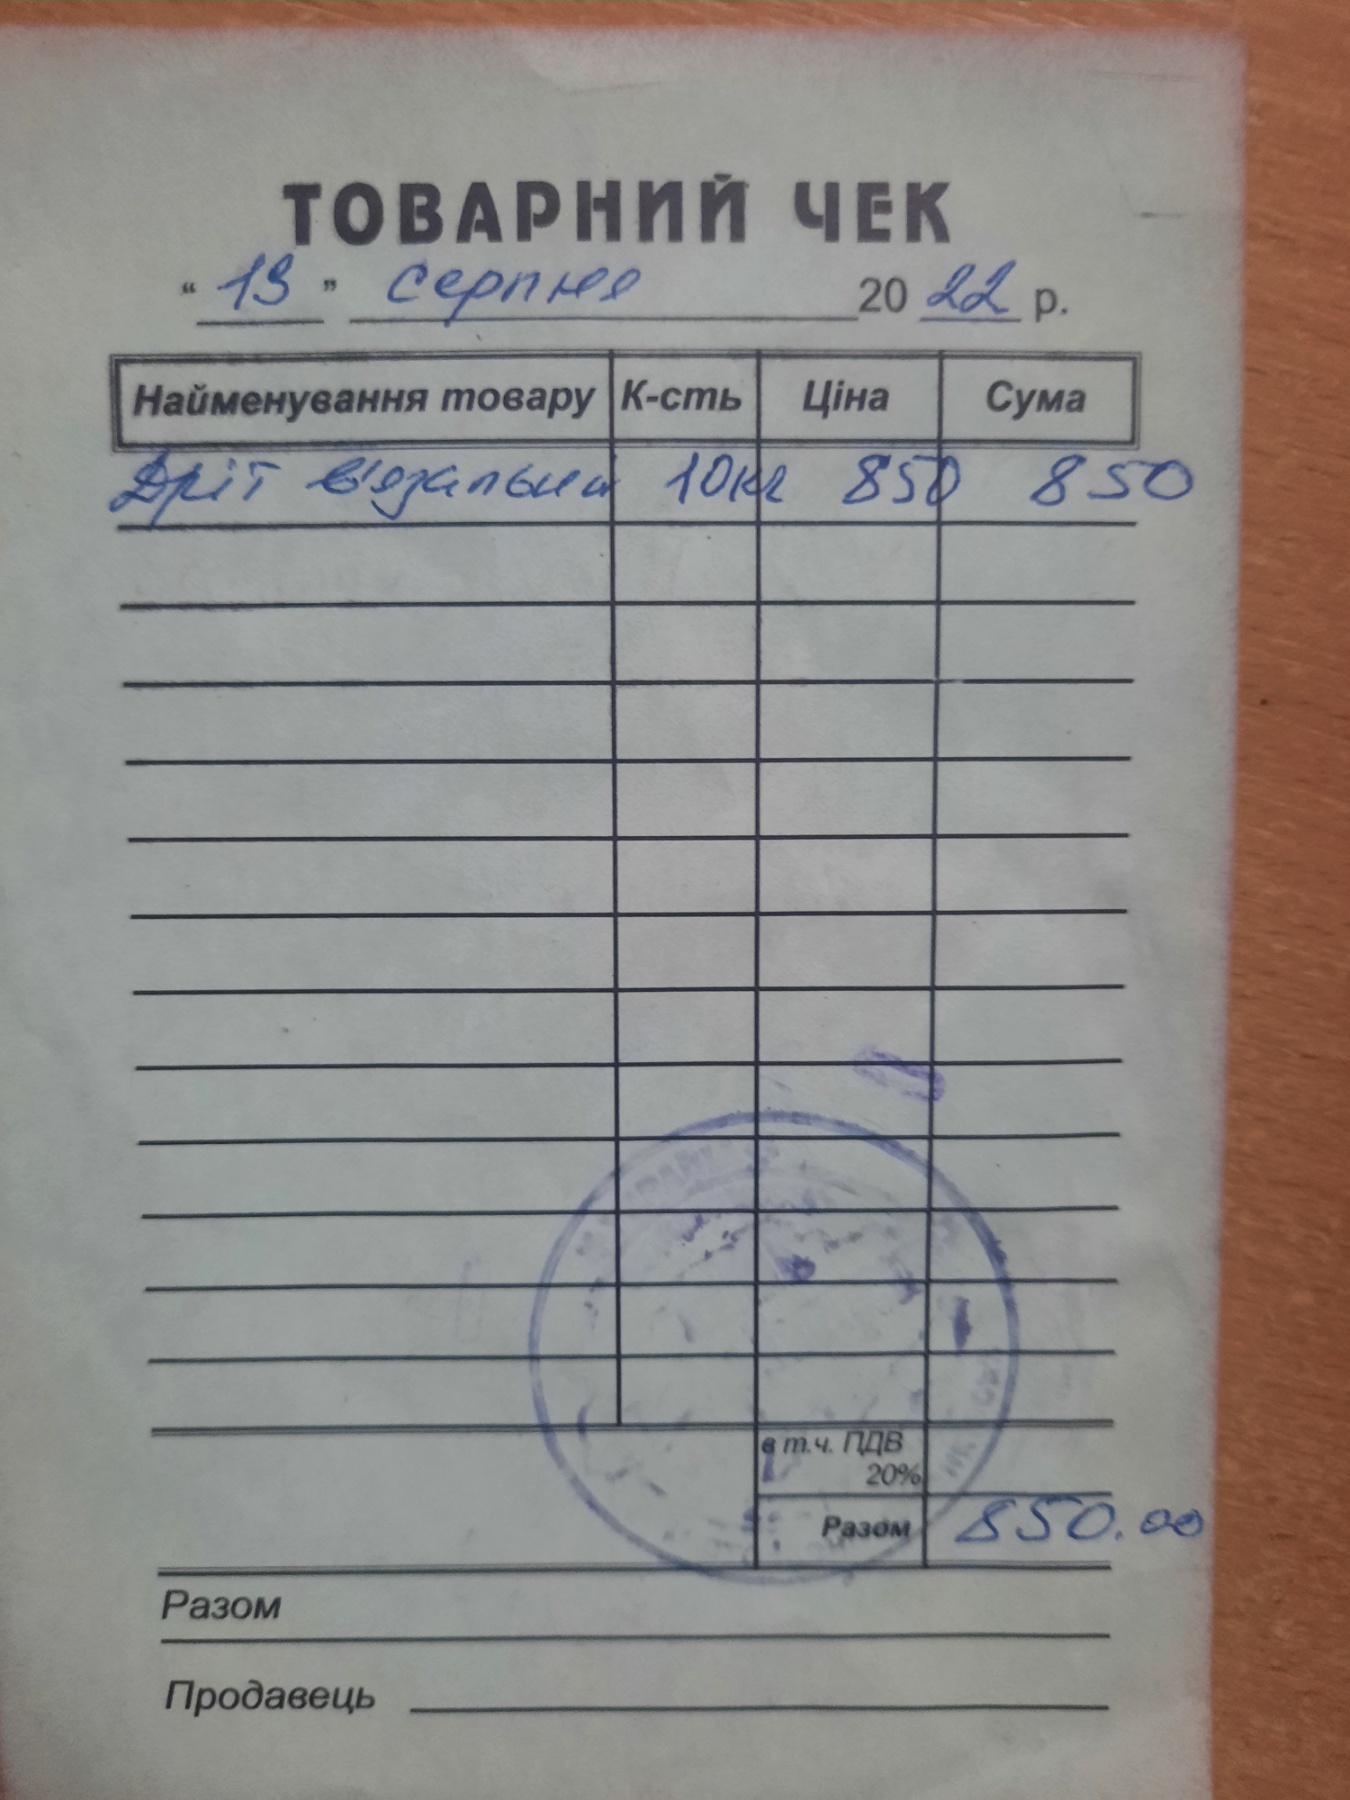 ТОВАРНИЙ ЧЕК
“ 19 ” серпня 2022 р.
Найменування товару К-сть Ціна Сума
Дріт в'язальни 10кг 850 850
в т.ч. ПДВ
20%
Разом 850.00
Разом
Продавець